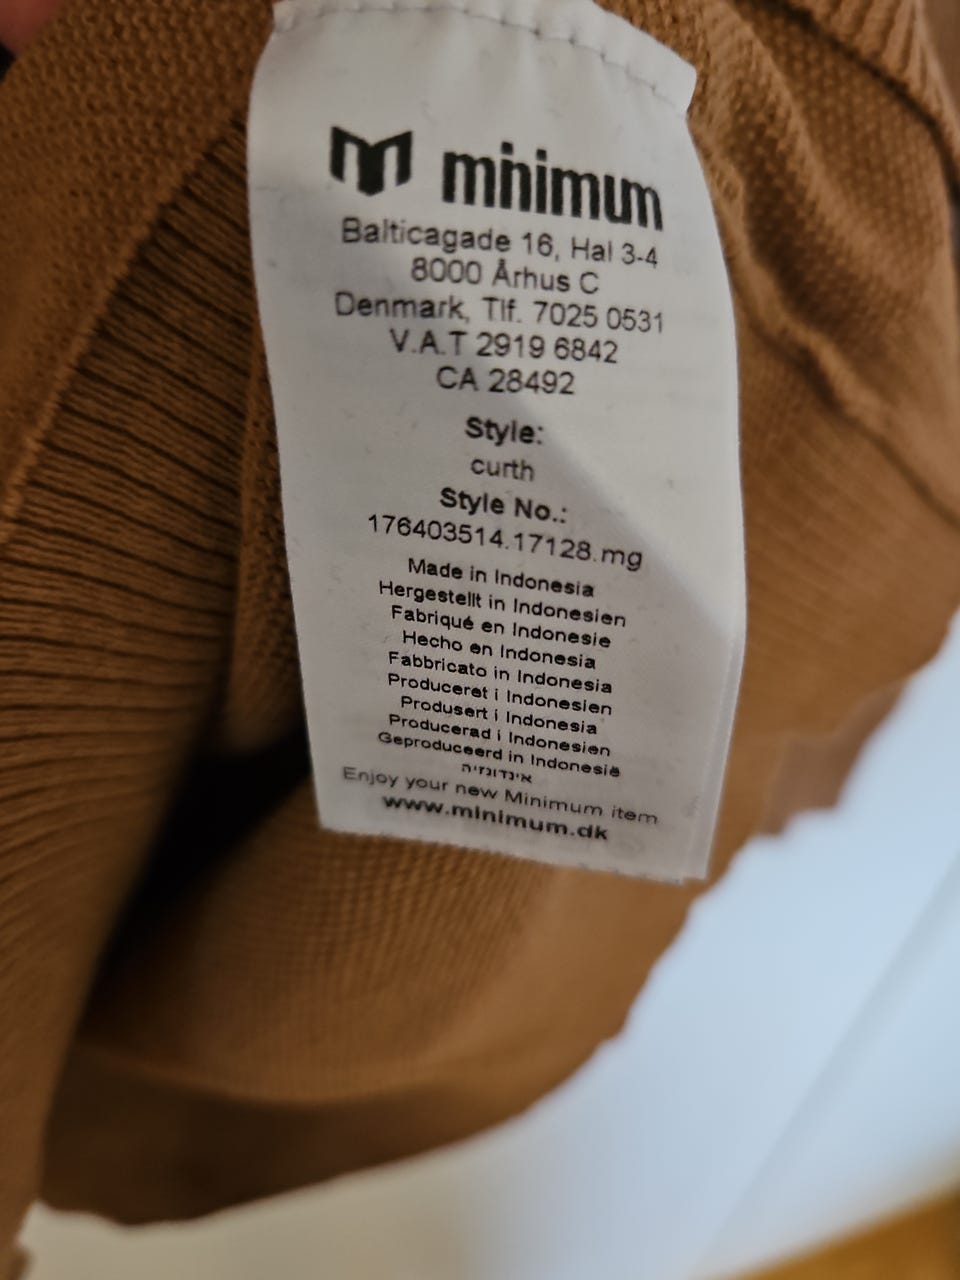 minimum
Balticagade 16, Hal 3-4
8000 Århus C
Denmark, Tlf. 7025 0531
V.A.T 2919 6842
CA 28492
Style:
curth
Style No.:
176403514.17128.mg
Made in Indonesia
Hergestellt in Indonesien
Fabriqué en Indonesie
Hecho en Indonesia
Fabbricato in Indonesia
Produceret i Indonesien
Produsert i Indonesia
Producerad i Indonesien
Geproduceerd in Indonesië
אינדונזיה
Enjoy your new Minimum item
www.minimum.dk